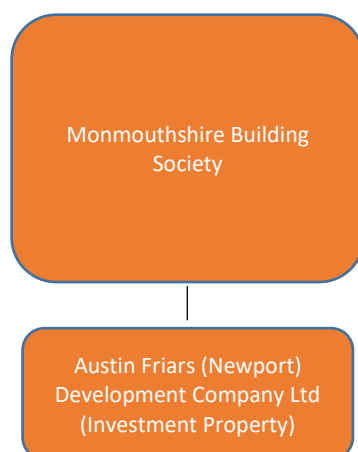 Monmouthshire Building
Society
Austin Friars (Newport)
Development Company Ltd
(Investment Property)